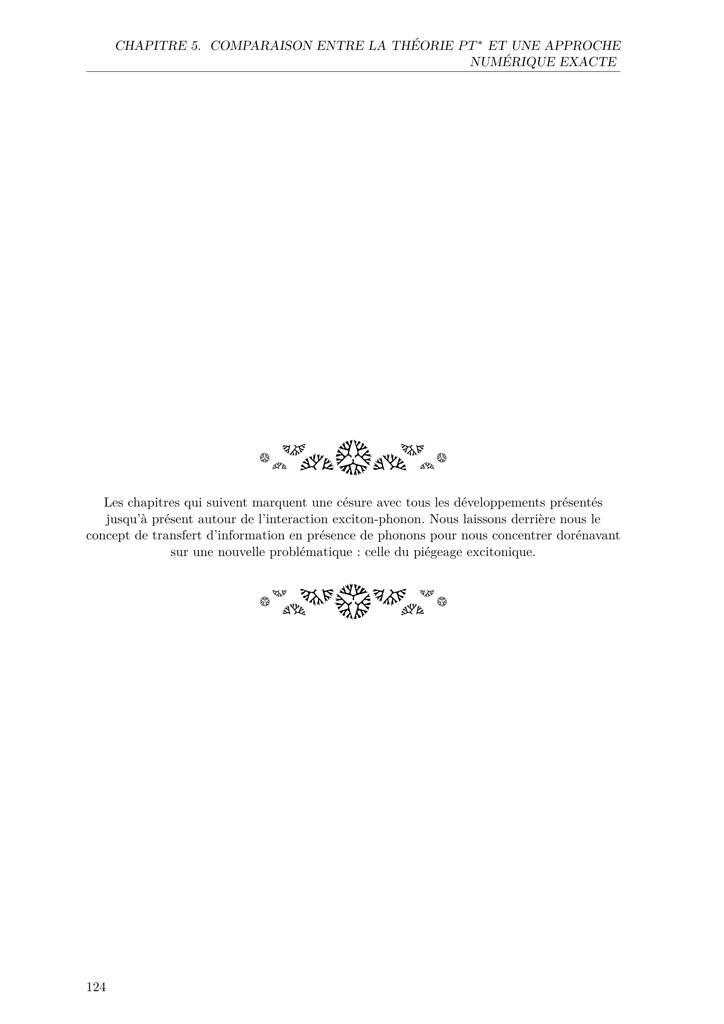 CHAPITRE 5. COMPARAISON ENTRE LA THÉORIE PT* ET UNE APPROCHE
NUMÉRIQUE EXACTE
Les chapitres qui suivent marquent une césure avec tous les développements présentés
jusqu'à présent autour de l'interaction exciton-phonon. Nous laissons derrière nous le
concept de transfert d'information en présence de phonons pour nous concentrer dorénavant
sur une nouvelle problématique : celle du piégeage excitonique.
124